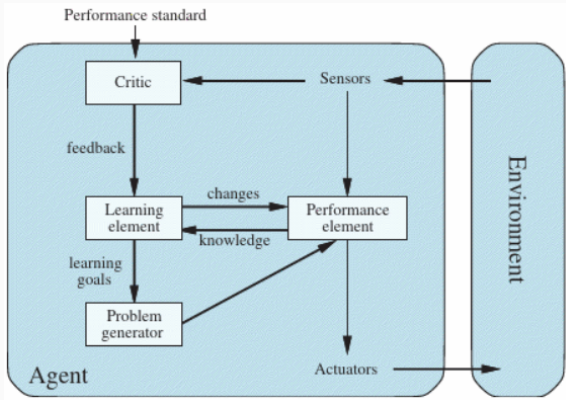 Performance standard
Critic
Sensors
feedback
changes
Learning
element
Performance
element
knowledge
learning
goals
Problem
generator
Agent
Actuators
Environment